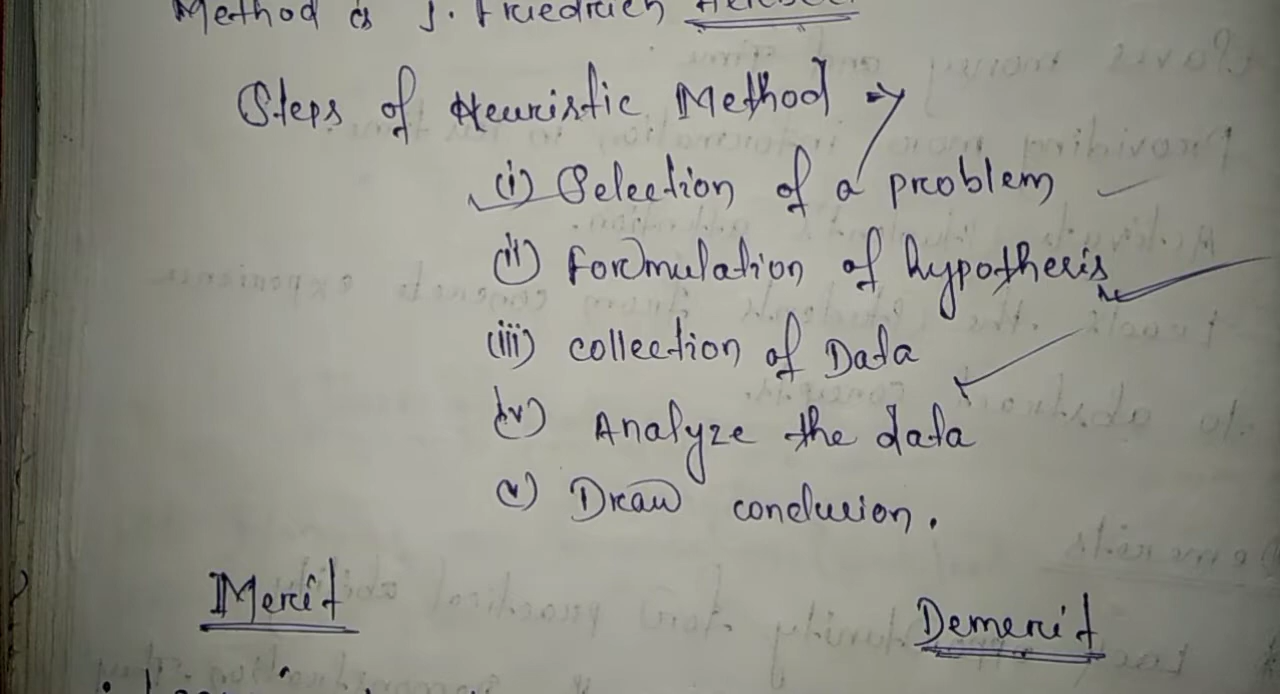 Method is J. Friedrich
Steps of Heuristic Method ⇒
(i) Selection of a problem
(ii) Formulation of hypothesis
(iii) collection of Data
(iv) Analyze the data
(v) Draw conclusion.
Merit Demerit